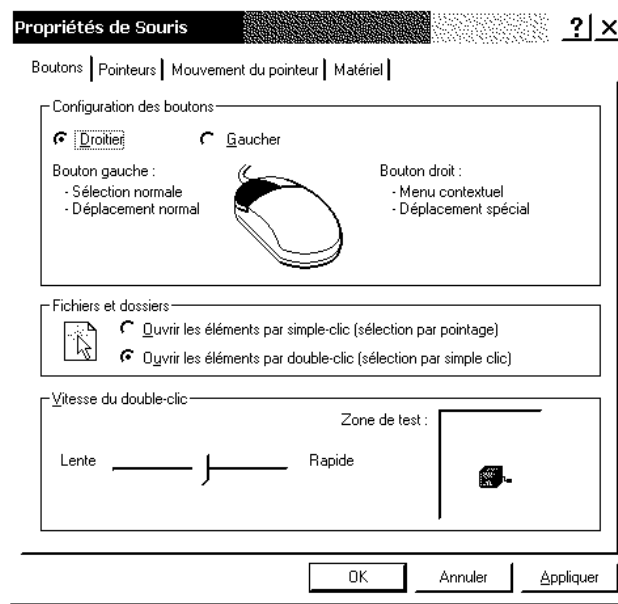 Propriétés de Souris
Boutons Pointeurs Mouvement du pointeur Matériel
Configuration des boutons
Droitier Gaucher
Bouton gauche : Bouton droit :
- Sélection normale - Menu contextuel
- Déplacement normal - Déplacement spécial
Fichiers et dossiers
Ouvrir les éléments par simple-clic (sélection par pointage)
Ouvrir les éléments par double-clic (sélection par simple clic)
Vitesse du double-clic
Zone de test :
Lente Rapide
OK Annuler Appliquer